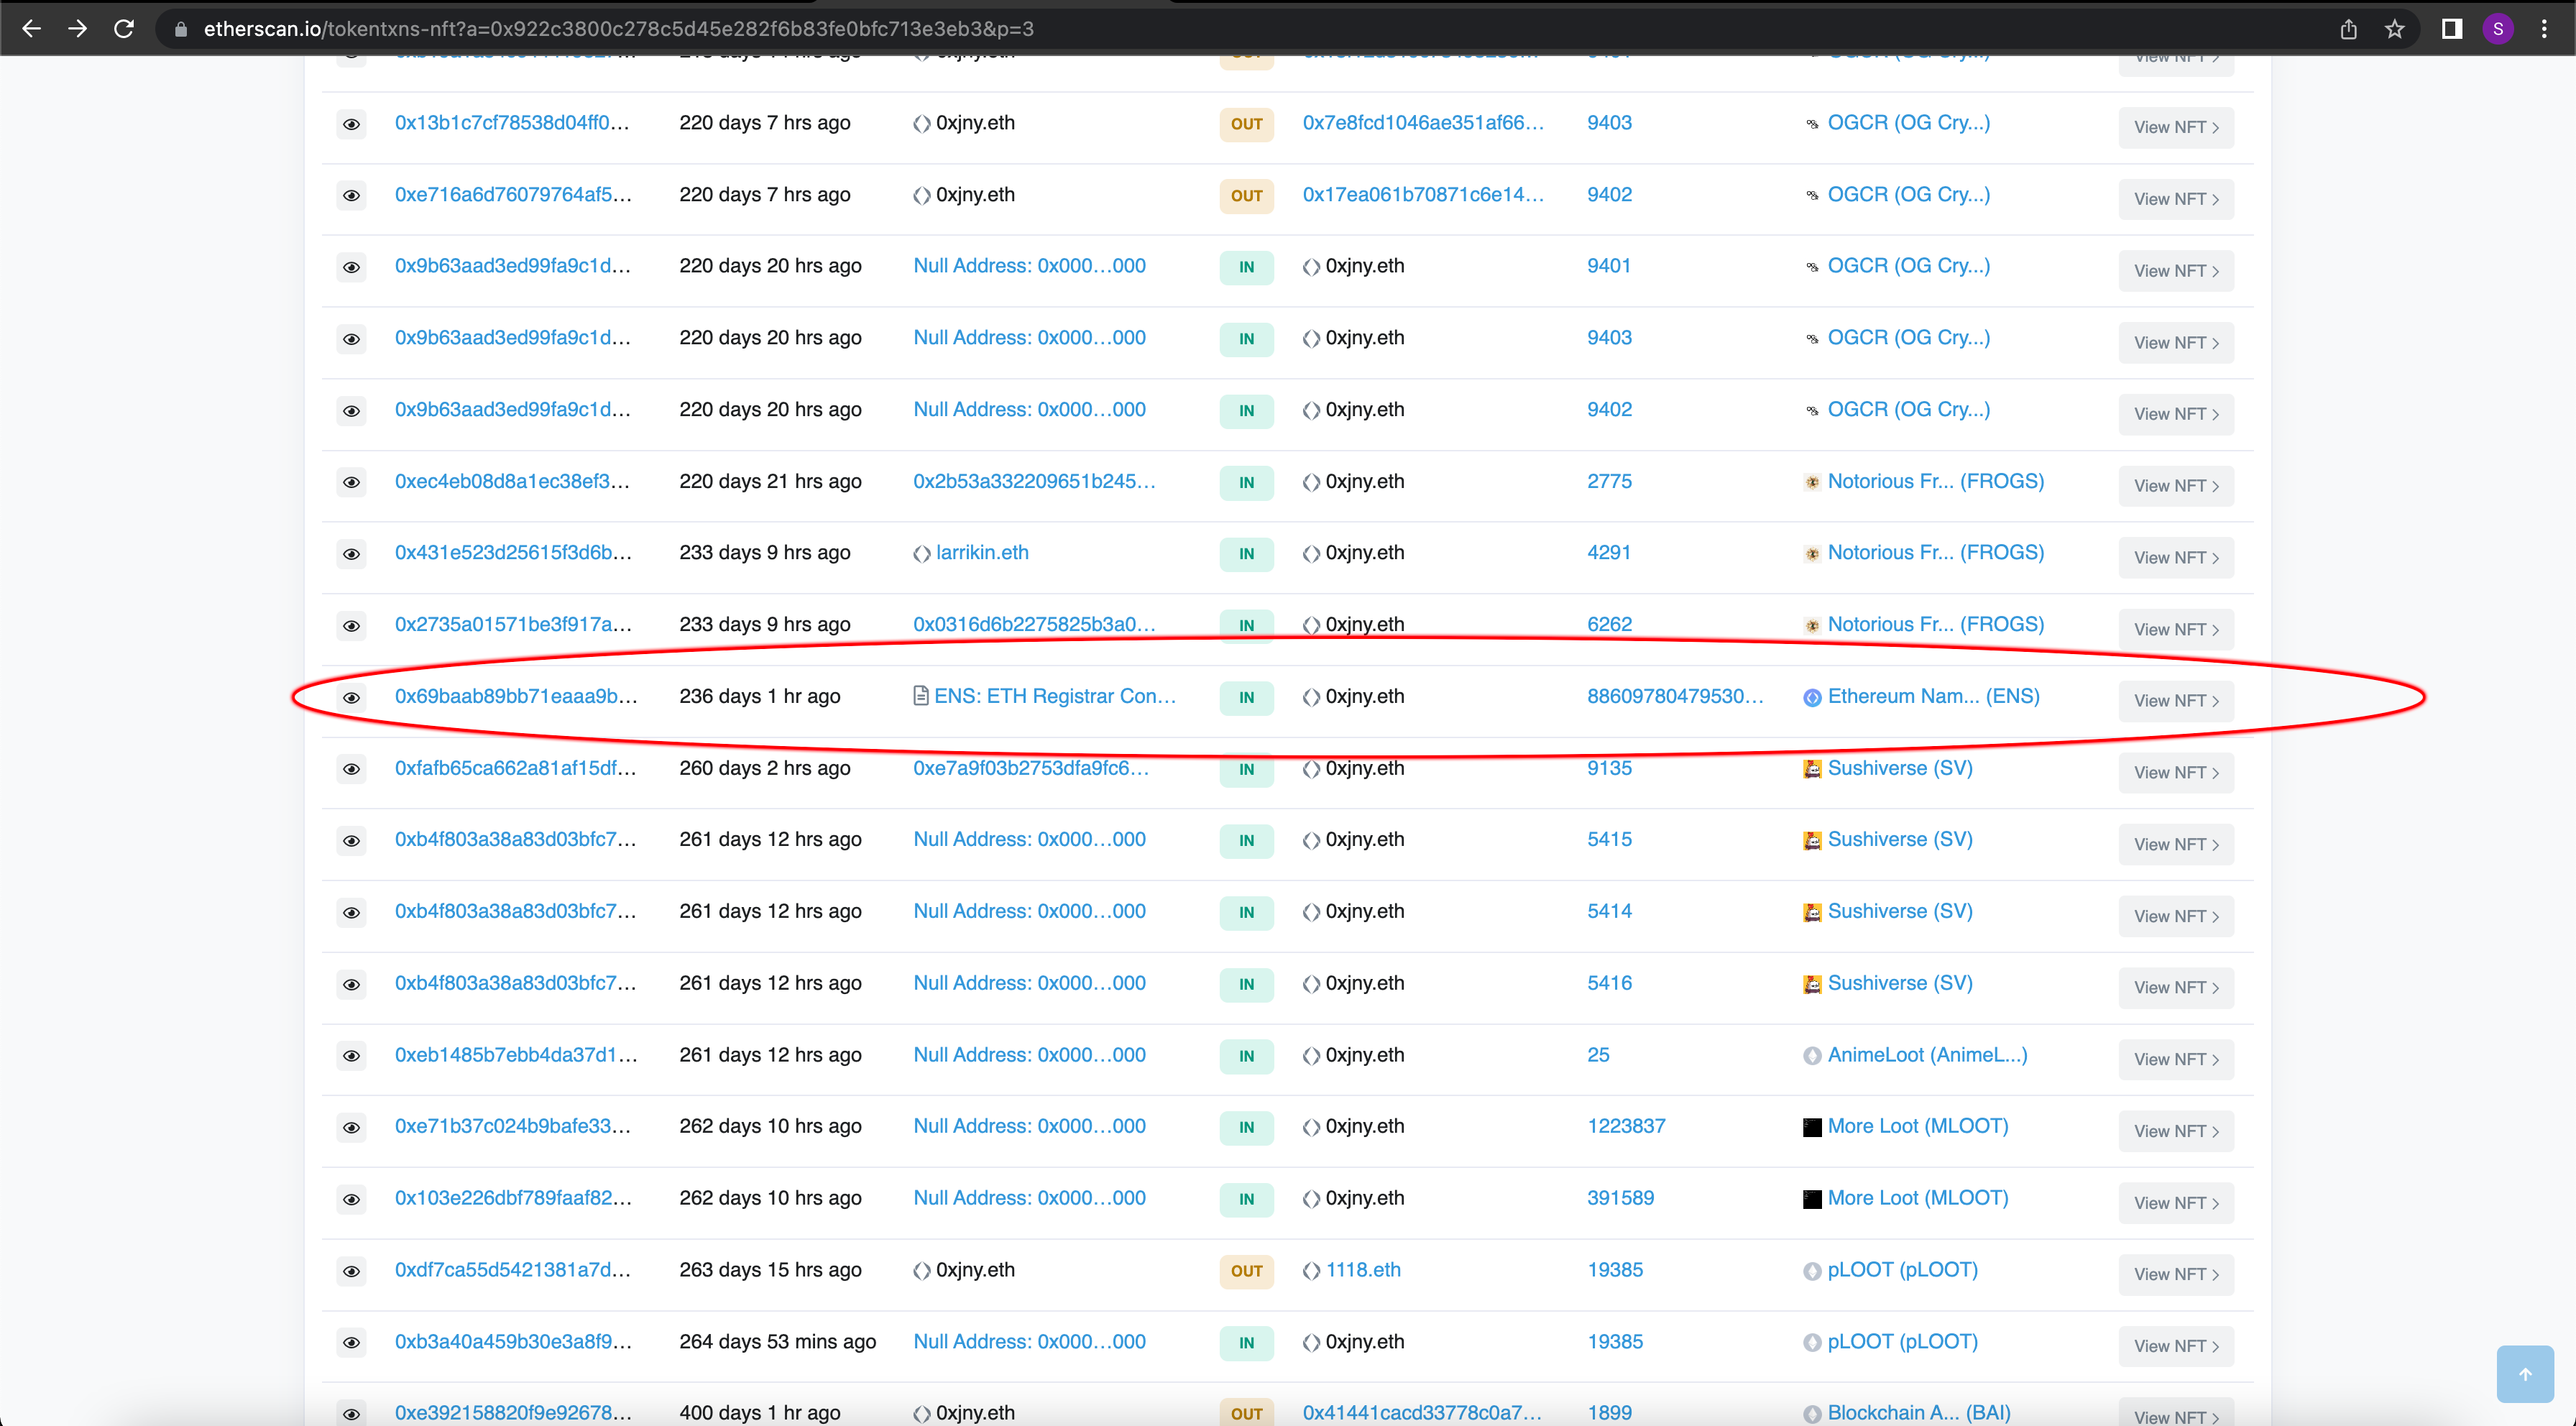 etherscan.io/tokentxns-nft?a=0x922c3800c278c5d45e282f6b83fe0bfc713e3eb3&p=3
S
0x13b1c7cf78538d04ff0... 220 days 7 hrs ago 0xjny.eth OUT 0x7e8fcd1046ae351af66... 9403 OGCR (OG Cry...) View NFT >
0xe716a6d76079764af5... 220 days 7 hrs ago 0xjny.eth OUT 0x17ea061b70871c6e14... 9402 OGCR (OG Cry...) View NFT >
0x9b63aad3ed99fa9c1d... 220 days 20 hrs ago Null Address: 0x000...000 IN 0xjny.eth 9401 OGCR (OG Cry...) View NFT >
0x9b63aad3ed99fa9c1d... 220 days 20 hrs ago Null Address: 0x000...000 IN 0xjny.eth 9403 OGCR (OG Cry...) View NFT >
0x9b63aad3ed99fa9c1d... 220 days 20 hrs ago Null Address: 0x000...000 IN 0xjny.eth 9402 OGCR (OG Cry...) View NFT >
0xec4eb08d8a1ec38ef3... 220 days 21 hrs ago 0x2b53a332209651b245... IN 0xjny.eth 2775 Notorious Fr... (FROGS) View NFT >
0x431e523d25615f3d6b... 233 days 9 hrs ago larrikin.eth IN 0xjny.eth 4291 Notorious Fr... (FROGS) View NFT >
0x2735a01571be3f917a... 233 days 9 hrs ago 0x0316d6b2275825b3a0... IN 0xjny.eth 6262 Notorious Fr... (FROGS) View NFT >
0x69baab89bb71eaaa9b... 236 days 1 hr ago ENS: ETH Registrar Con... IN 0xjny.eth 88609780479530... Ethereum Nam... (ENS) View NFT >
0xfafb65ca662a81af15df... 260 days 2 hrs ago 0xe7a9f03b2753dfa9fc6... IN 0xjny.eth 9135 Sushiverse (SV) View NFT >
0xb4f803a38a83d03bfc7... 261 days 12 hrs ago Null Address: 0x000...000 IN 0xjny.eth 5415 Sushiverse (SV) View NFT >
0xb4f803a38a83d03bfc7... 261 days 12 hrs ago Null Address: 0x000...000 IN 0xjny.eth 5414 Sushiverse (SV) View NFT >
0xb4f803a38a83d03bfc7... 261 days 12 hrs ago Null Address: 0x000...000 IN 0xjny.eth 5416 Sushiverse (SV) View NFT >
0xeb1485b7ebb4da37d1... 261 days 12 hrs ago Null Address: 0x000...000 IN 0xjny.eth 25 AnimeLoot (AnimeL...) View NFT >
0xe71b37c024b9bafe33... 262 days 10 hrs ago Null Address: 0x000...000 IN 0xjny.eth 1223837 More Loot (MLOOT) View NFT >
0x103e226dbf789faaf82... 262 days 10 hrs ago Null Address: 0x000...000 IN 0xjny.eth 391589 More Loot (MLOOT) View NFT >
0xdf7ca55d5421381a7d... 263 days 15 hrs ago 0xjny.eth OUT 1118.eth 19385 pLOOT (pLOOT) View NFT >
0xb3a40a459b30e3a8f9... 264 days 53 mins ago Null Address: 0x000...000 IN 0xjny.eth 19385 pLOOT (pLOOT) View NFT >
0xe392158820f9e92678... 400 days 1 hr ago 0xjny.eth OUT 0x41441cacd33778c0a7... 1899 Blockchain A... (BAI) View NFT >